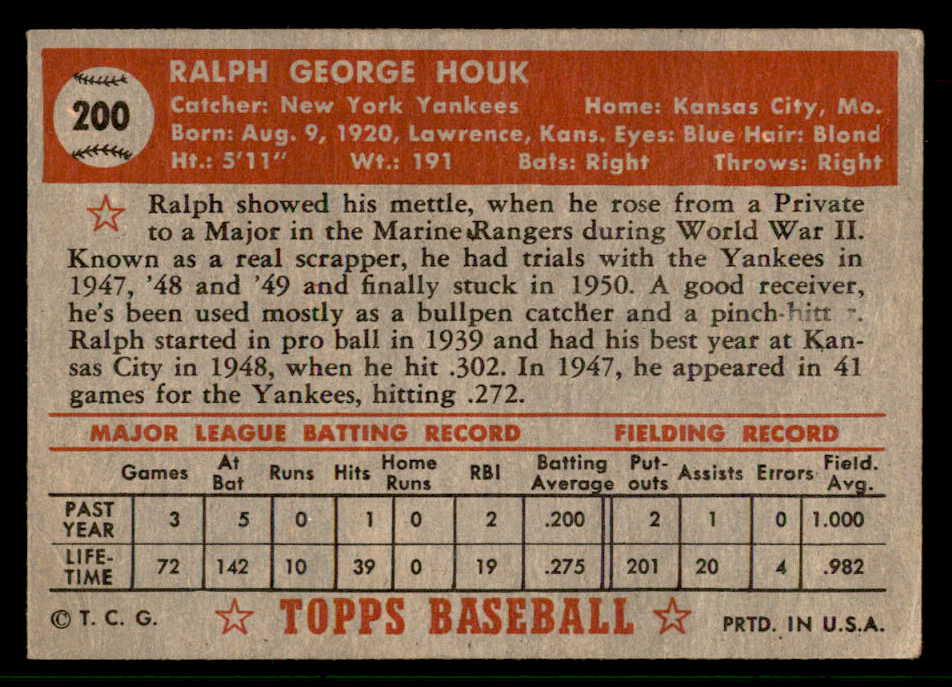 200
RALPH GEORGE HOUK
Catcher: New York Yankees Home: Kansas City, Mo.
Born: Aug. 9, 1920, Lawrence, Kans. Eyes: Blue Hair: Blond
Ht.: 5'11" Wt.: 191 Bats: Right Throws: Right
Ralph showed his mettle, when he rose from a Private
to a Major in the Marine Rangers during World War II.
Known as a real scrapper, he had trials with the Yankees in
1947, '48 and '49 and finally stuck in 1950. A good receiver,
he's been used mostly as a bullpen catcher and a pinch-hitt r.
Ralph started in pro ball in 1939 and had his best year at Kan-
sas City in 1948, when he hit .302. In 1947, he appeared in 41
games for the Yankees, hitting .272.
MAJOR LEAGUE BATTING RECORD FIELDING RECORD
Games At Bat Runs Hits Home Runs RBI Batting Average Put-outs Assists Errors Field. Avg.
PAST YEAR 3 5 0 1 0 2 .200 2 1 0 1.000
LIFE-TIME 72 142 10 39 0 19 .275 201 20 4 .982
© T. C. G. TOPPS BASEBALL PRTD. IN U.S.A.